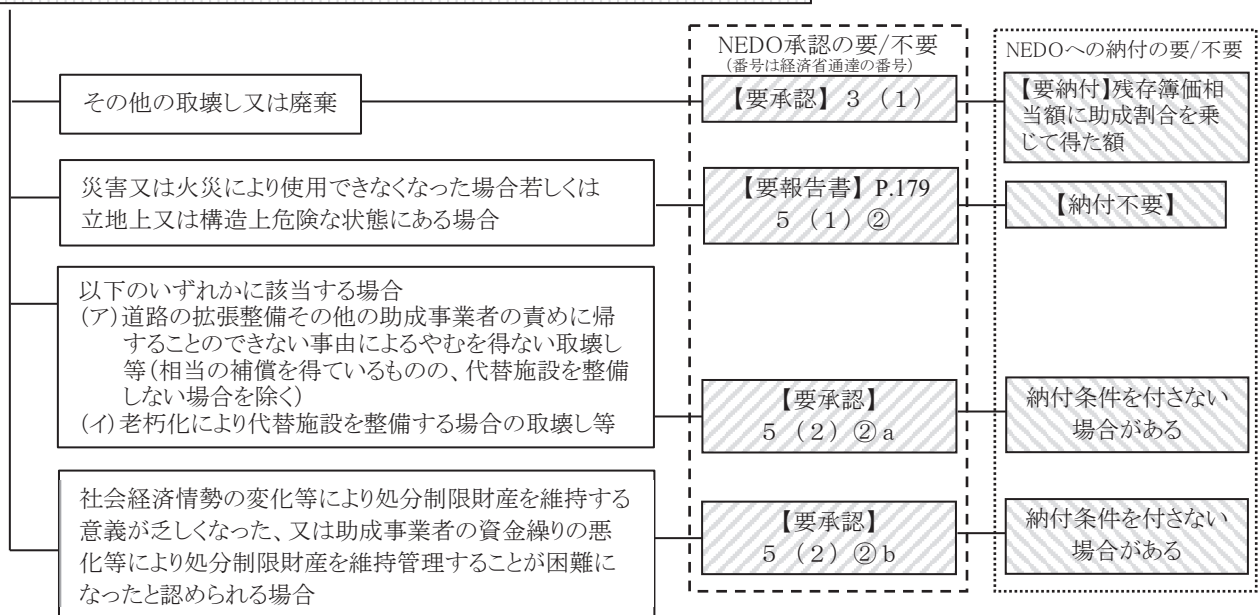 NEDO承認の要/不要
(番号は経済省通達の番号)
NEDOへの納付の要/不要
その他の取壊し又は廃棄
【要承認】３（１）
【要納付】残存簿価相
当額に助成割合を乗
じて得た額
災害又は火災により使用できなくなった場合若しくは
立地上又は構造上危険な状態にある場合
【要報告書】P.179
５（１）②
【納付不要】
以下のいずれかに該当する場合
(ア)道路の拡張整備その他の助成事業者の責めに帰
することのできない事由によるやむを得ない取壊し
等(相当の補償を得ているものの、代替施設を整備
しない場合を除く)
(イ)老朽化により代替施設を整備する場合の取壊し等
【要承認】
５（２）②a
納付条件を付さない
場合がある
社会経済情勢の変化等により処分制限財産を維持する
意義が乏しくなった、又は助成事業者の資金繰りの悪
化等により処分制限財産を維持管理することが困難に
なったと認められる場合
【要承認】
５（２）②b
納付条件を付さない
場合がある